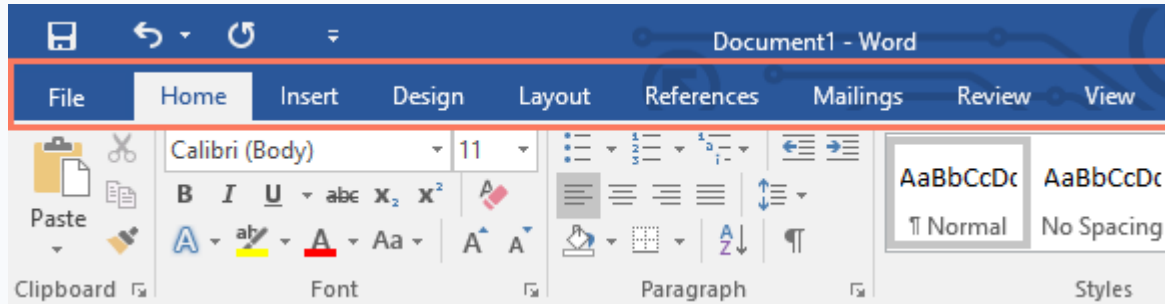 Document1 - Word
File Home Insert Design Layout References Mailings Review View
Calibri (Body) 11
B I U abc X₂ X² AaBbCcDc AaBbCcDc
Paste A ab A Aa A A A Z ¶ ¶ Normal No Spacing
Clipboard Font Paragraph Styles